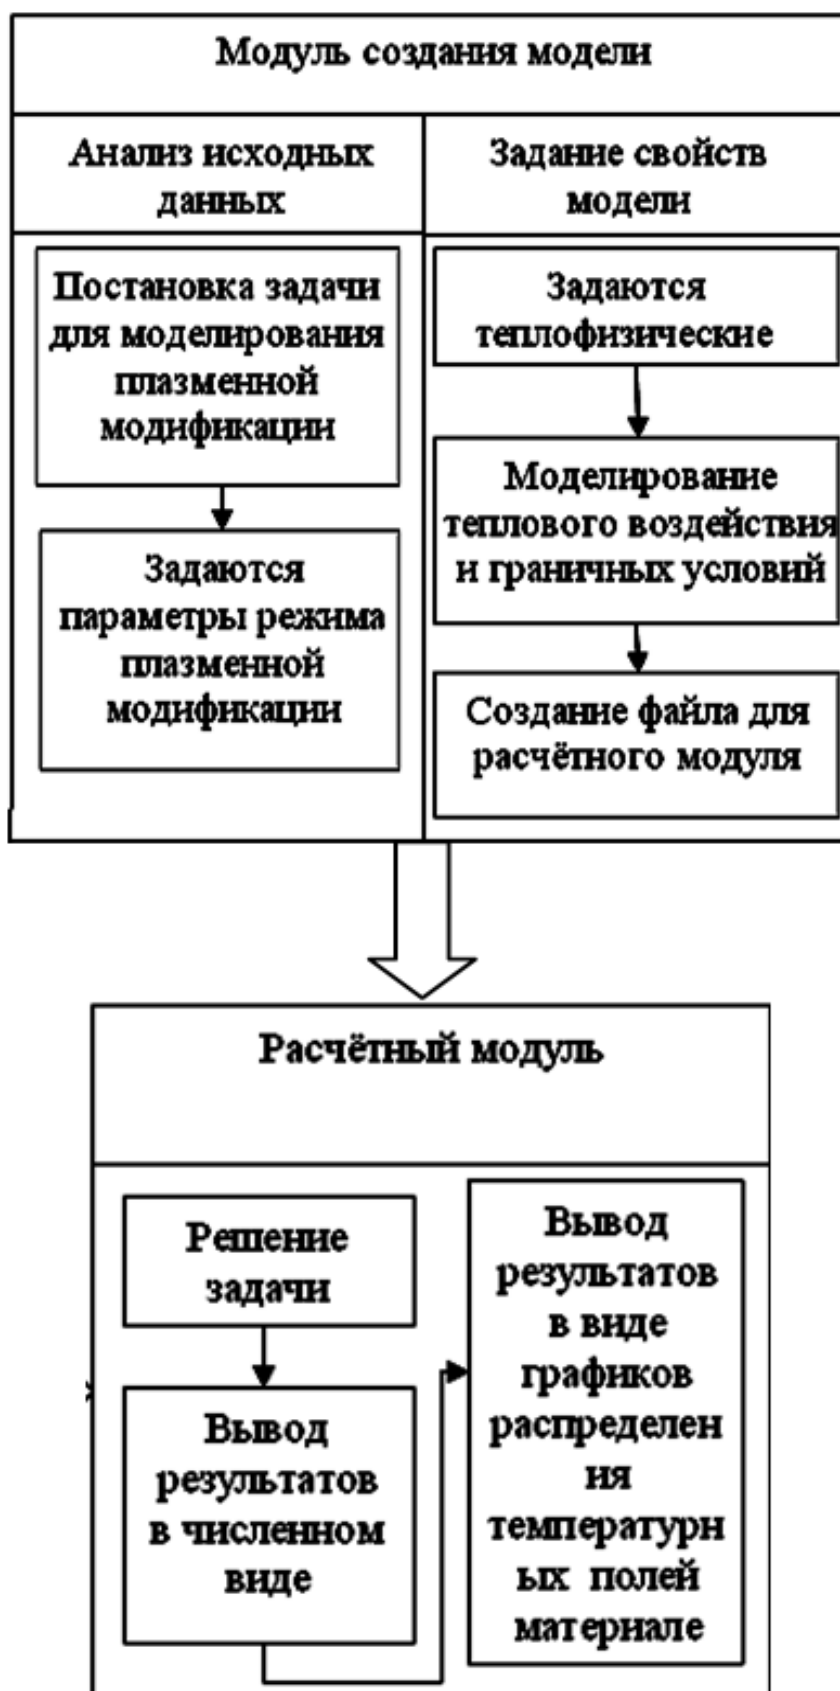 Модуль создания модели
Анализ исходных
данных
Постановка задачи
для моделирования
плазменной
модификации
Задаются
параметры режима
плазменной
модификации
Задание свойств
модели
Задаются
теплофизические
Моделирование
теплового воздействия
и граничных условий
Создание файла для
расчётного модуля
Расчётный модуль
Решение
задачи
Вывод
результатов
в численном
виде
Вывод
результатов
в виде
графиков
распределен
ия
температурн
ых полей
материале